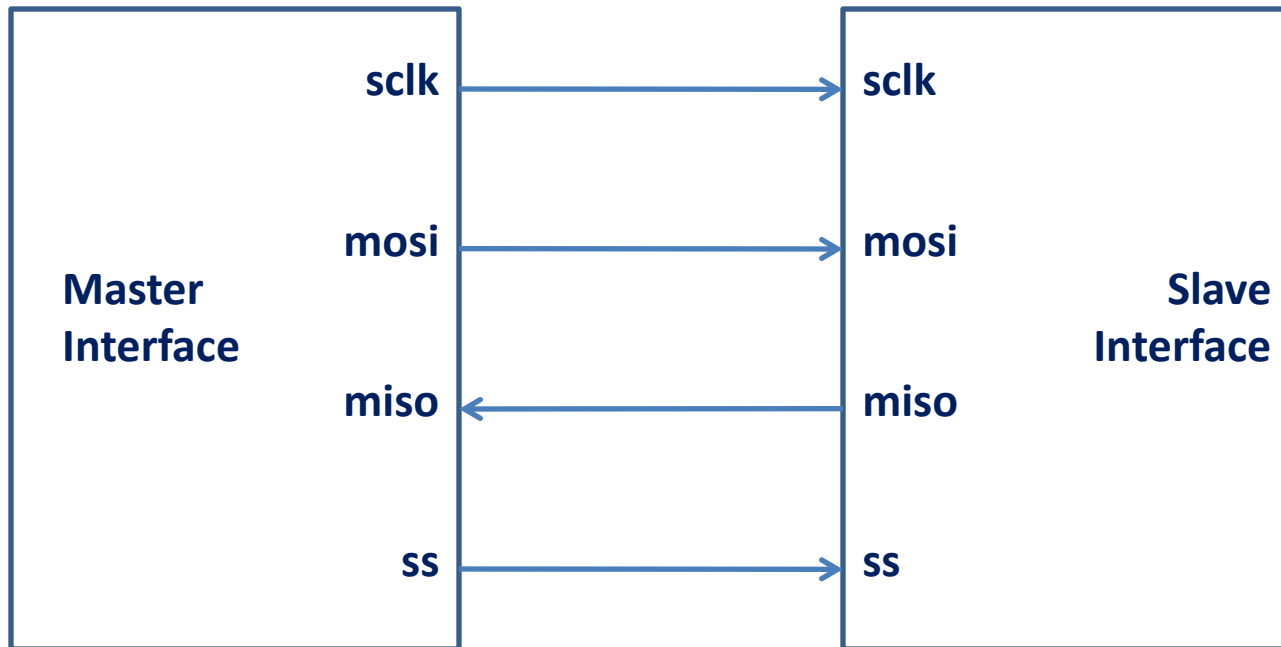 sclk
sclk
mosi
mosi
Master
Interface
Slave
Interface
miso
miso
ss
ss